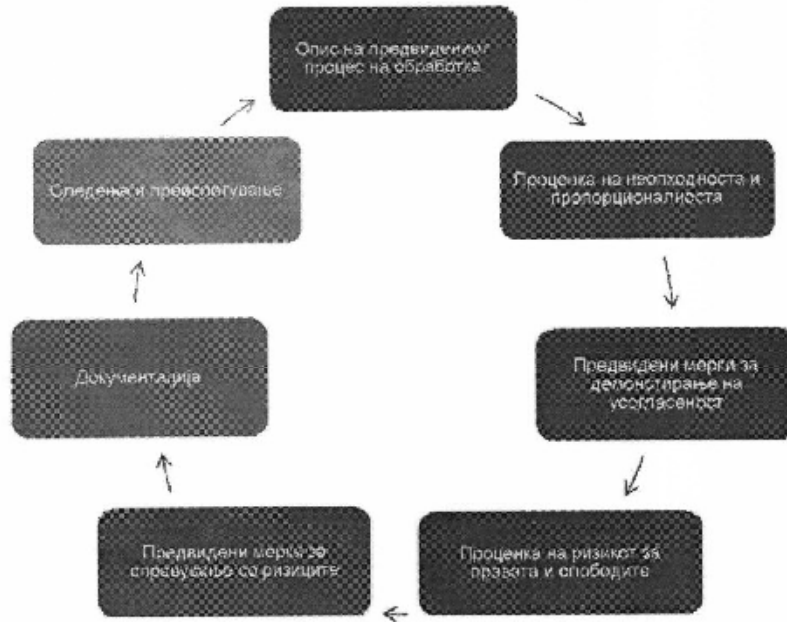 Опис на предвидениот
процес на обработка
Проценка на неопходноста и
пропорционалноста
Предвидени мерки за
демонстрирање на
усогласеност
Проценка на ризикот за
правата и слободите
Предвидени мерки за
справување со ризиците
Документација
Следење и преиспитување